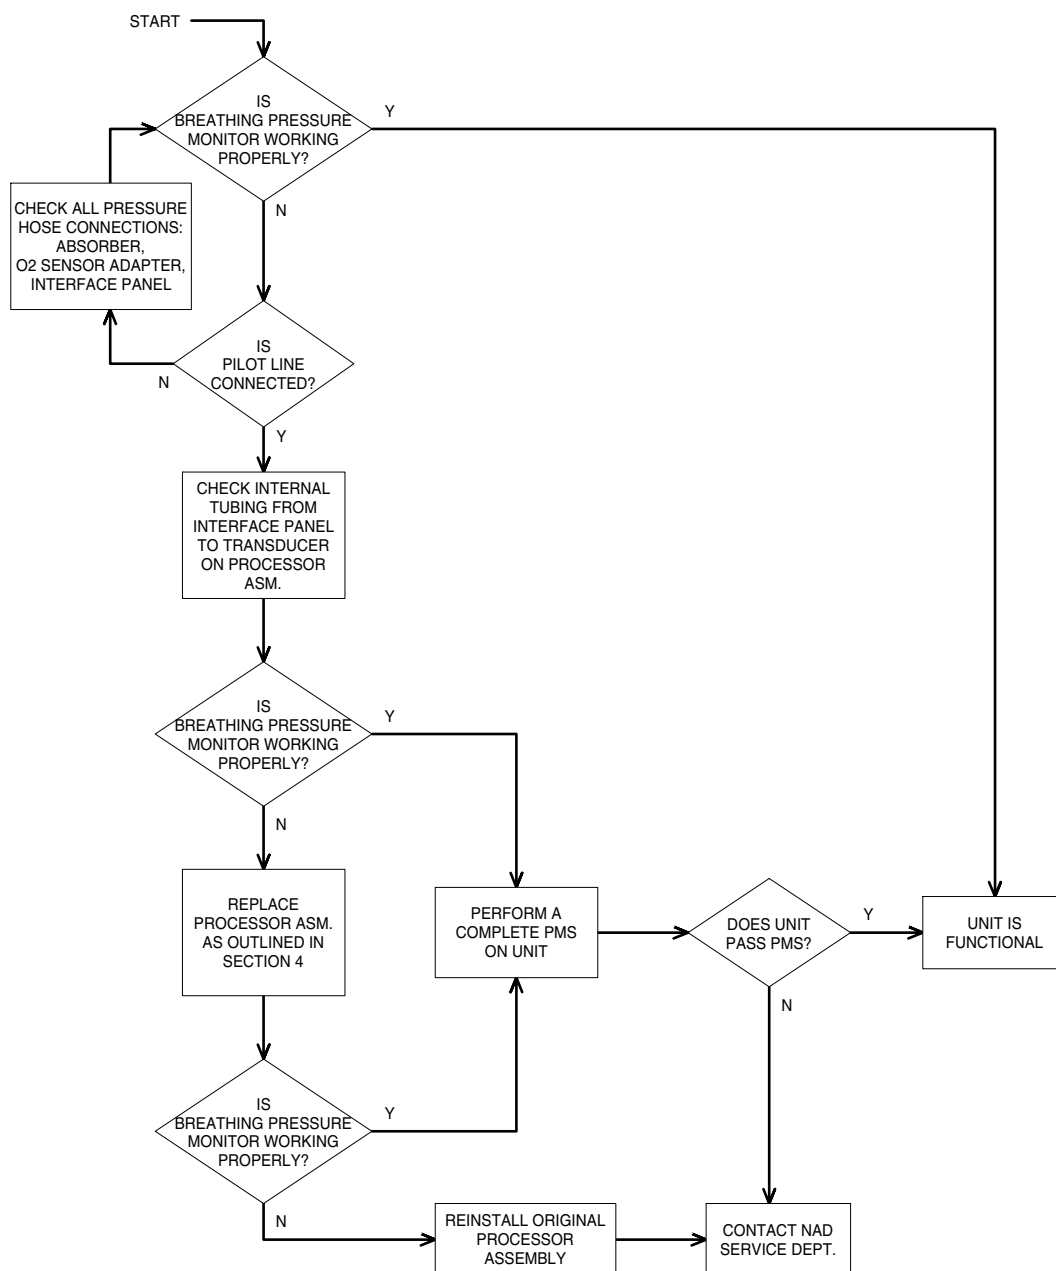 START
IS
BREATHING PRESSURE
MONITOR WORKING
PROPERLY?
Y
N
CHECK ALL PRESSURE
HOSE CONNECTIONS:
ABSORBER,
O2 SENSOR ADAPTER,
INTERFACE PANEL
IS
PILOT LINE
CONNECTED?
N
Y
CHECK INTERNAL
TUBING FROM
INTERFACE PANEL
TO TRANSDUCER
ON PROCESSOR
ASM.
IS
BREATHING PRESSURE
MONITOR WORKING
PROPERLY?
Y
N
REPLACE
PROCESSOR ASM.
AS OUTLINED IN
SECTION 4
PERFORM A
COMPLETE PMS
ON UNIT
DOES UNIT
PASS PMS?
Y
N
UNIT IS
FUNCTIONAL
IS
BREATHING PRESSURE
MONITOR WORKING
PROPERLY?
Y
N
REINSTALL ORIGINAL
PROCESSOR
ASSEMBLY
CONTACT NAD
SERVICE DEPT.